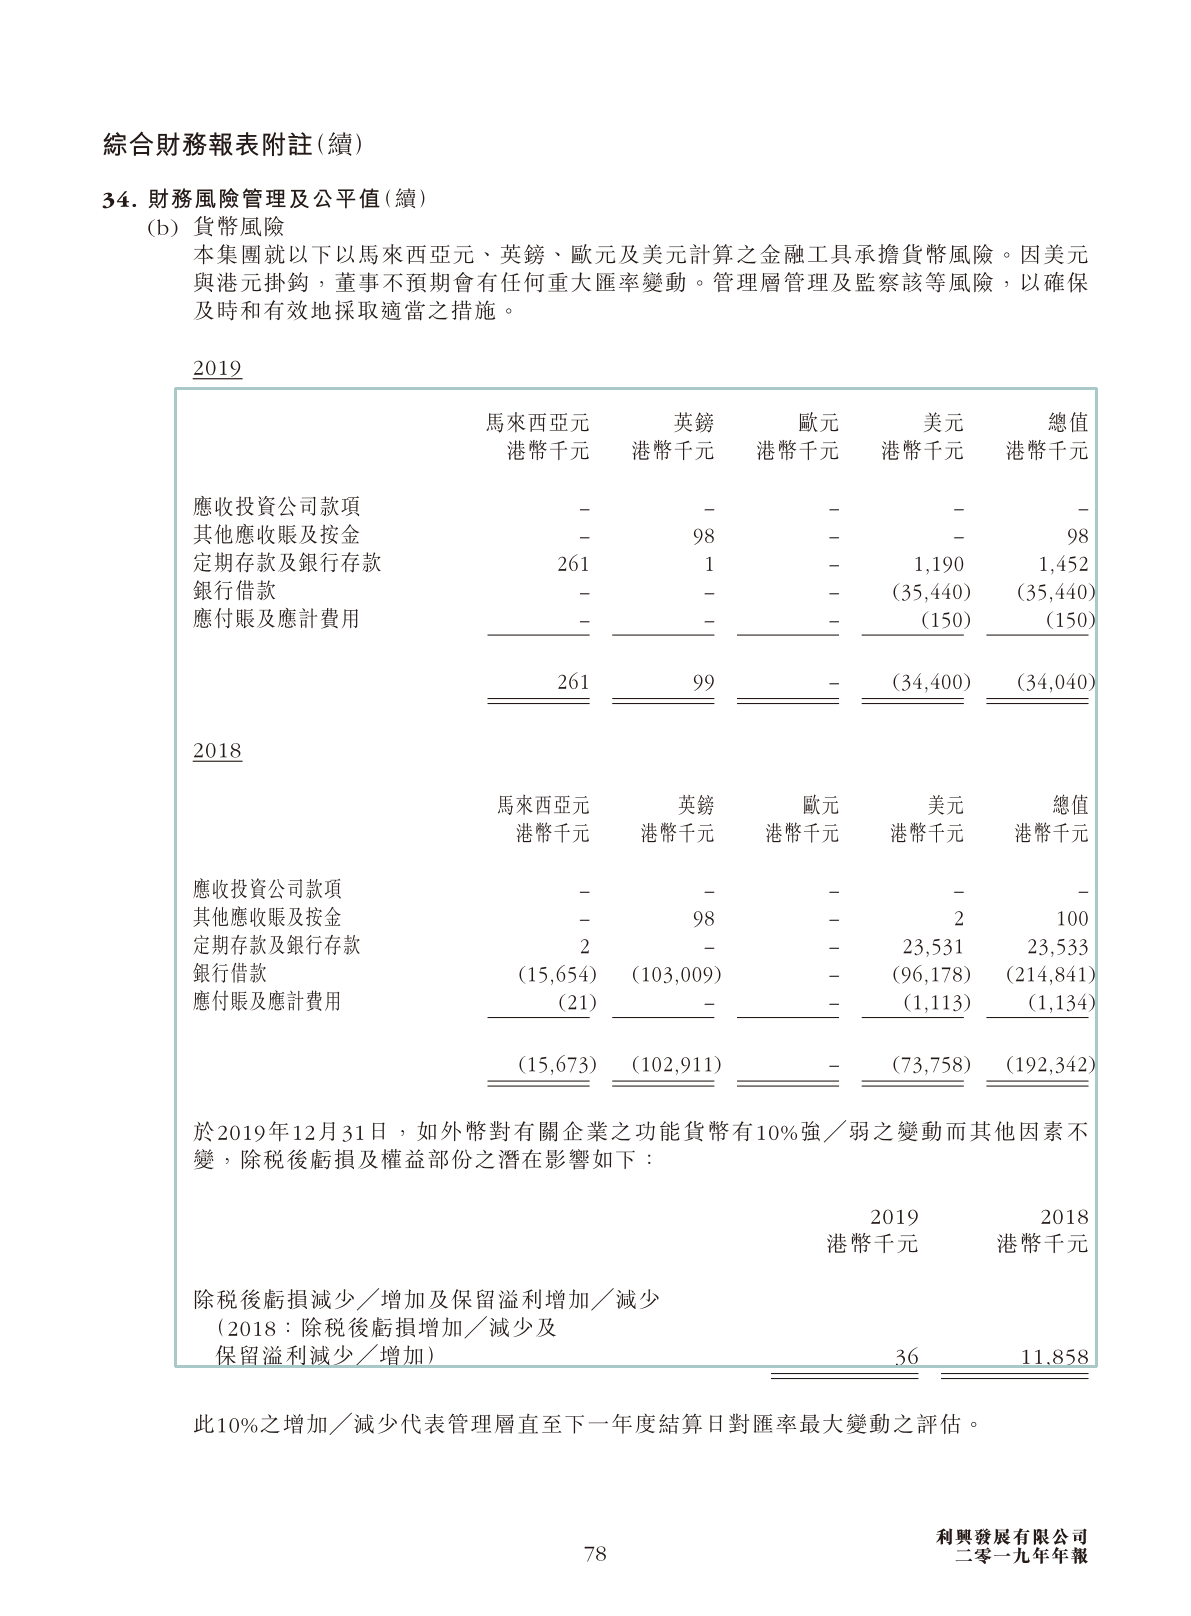 綜合財務報表附註(續)
34. 財務風險管理及公平值(續)
(b) 貨幣風險
本集團就以下以馬來西亞元、英鎊、歐元及美元計算之金融工具承擔貨幣風險。因美元
與港元掛鈎，董事不預期會有任何重大匯率變動。管理層管理及監察該等風險，以確保
及時和有效地採取適當之措施。
2019
馬來西亞元 英鎊 歐元 美元 總值
港幣千元 港幣千元 港幣千元 港幣千元 港幣千元
應收投資公司款項 – – – – –
其他應收賬及按金 – 98 – – 98
定期存款及銀行存款 261 1 – 1,190 1,452
銀行借款 – – – (35,440) (35,440)
應付賬及應計費用 – – – (150) (150)
261 99 – (34,400) (34,040)
2018
馬來西亞元 英鎊 歐元 美元 總值
港幣千元 港幣千元 港幣千元 港幣千元 港幣千元
應收投資公司款項 – – – – –
其他應收賬及按金 – 98 – 2 100
定期存款及銀行存款 2 – – 23,531 23,533
銀行借款 (15,654) (103,009) – (96,178) (214,841)
應付賬及應計費用 (21) – – (1,113) (1,134)
(15,673) (102,911) – (73,758) (192,342)
於2019年12月31日，如外幣對有關企業之功能貨幣有10%強／弱之變動而其他因素不
變，除稅後虧損及權益部份之潛在影響如下：
2019 2018
港幣千元 港幣千元
除稅後虧損減少／增加及保留溢利增加／減少
(2018：除稅後虧損增加／減少及
保留溢利減少／增加) 36 11,858
此10%之增加／減少代表管理層直至下一年度結算日對匯率最大變動之評估。
78
利興發展有限公司
二零一九年年報